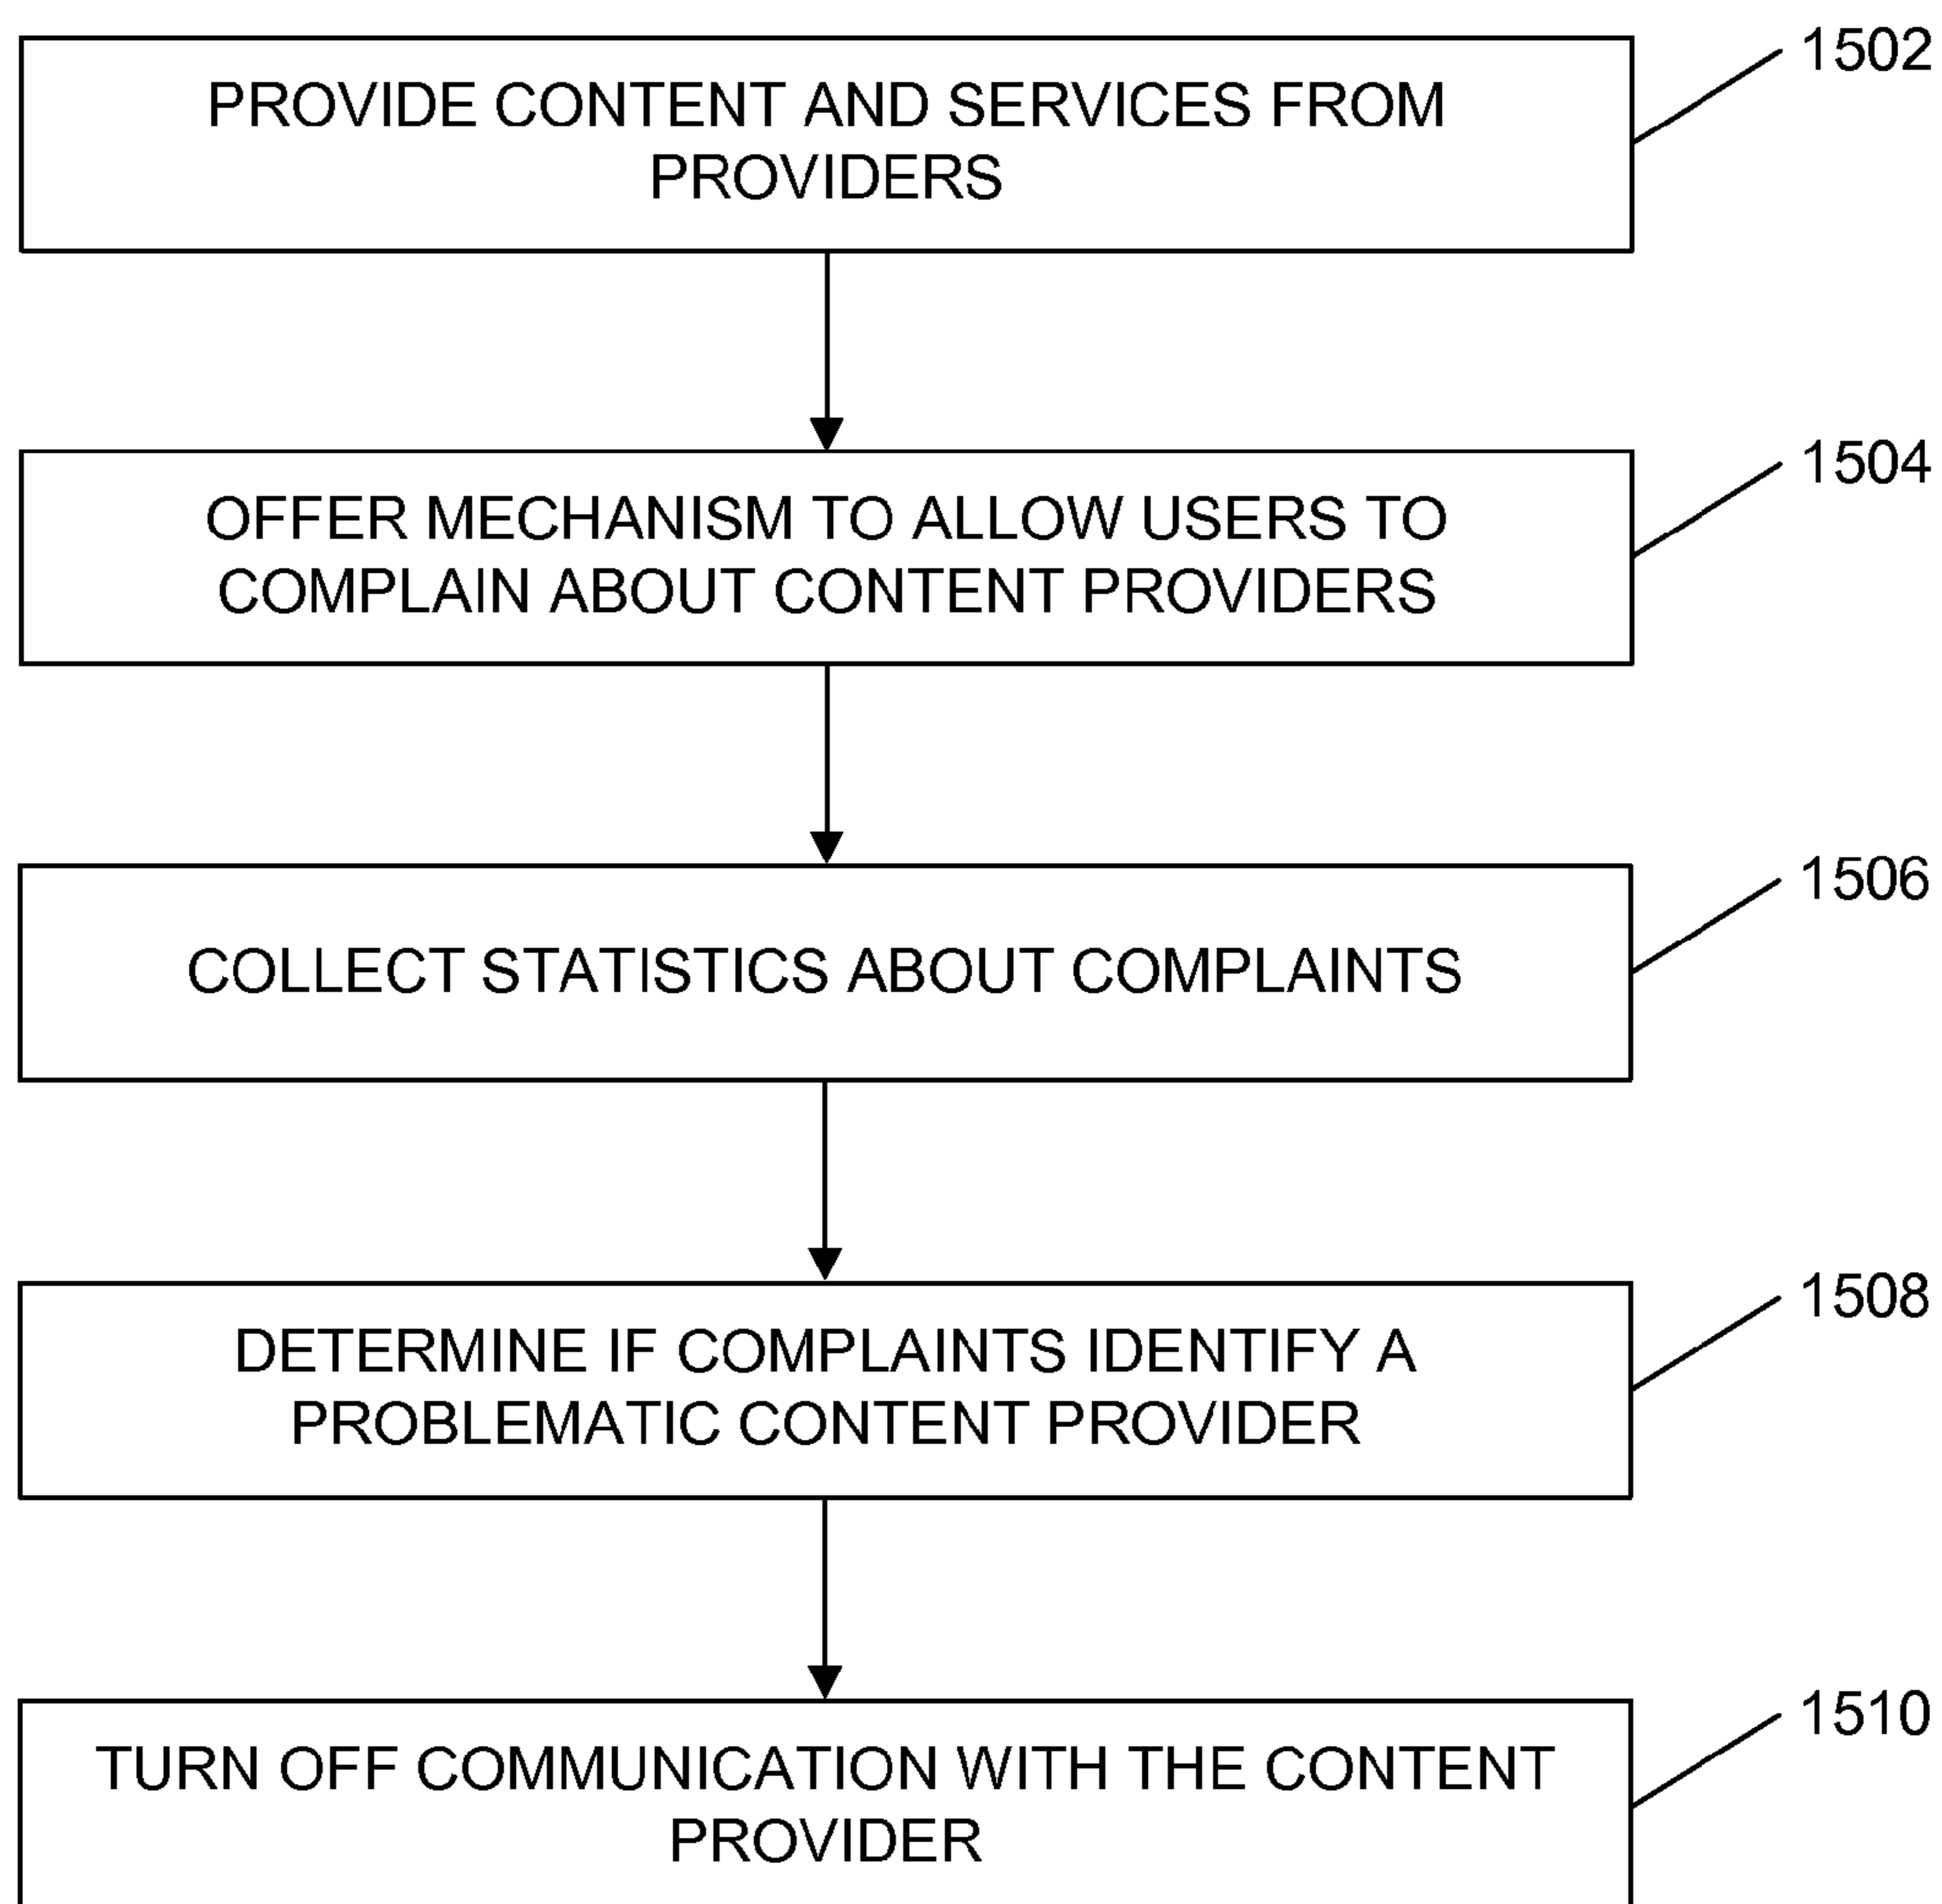 1502
PROVIDE CONTENT AND SERVICES FROM
PROVIDERS
1504
OFFER MECHANISM TO ALLOW USERS TO
COMPLAIN ABOUT CONTENT PROVIDERS
1506
COLLECT STATISTICS ABOUT COMPLAINTS
1508
DETERMINE IF COMPLAINTS IDENTIFY A
PROBLEMATIC CONTENT PROVIDER
1510
TURN OFF COMMUNICATION WITH THE CONTENT
PROVIDER